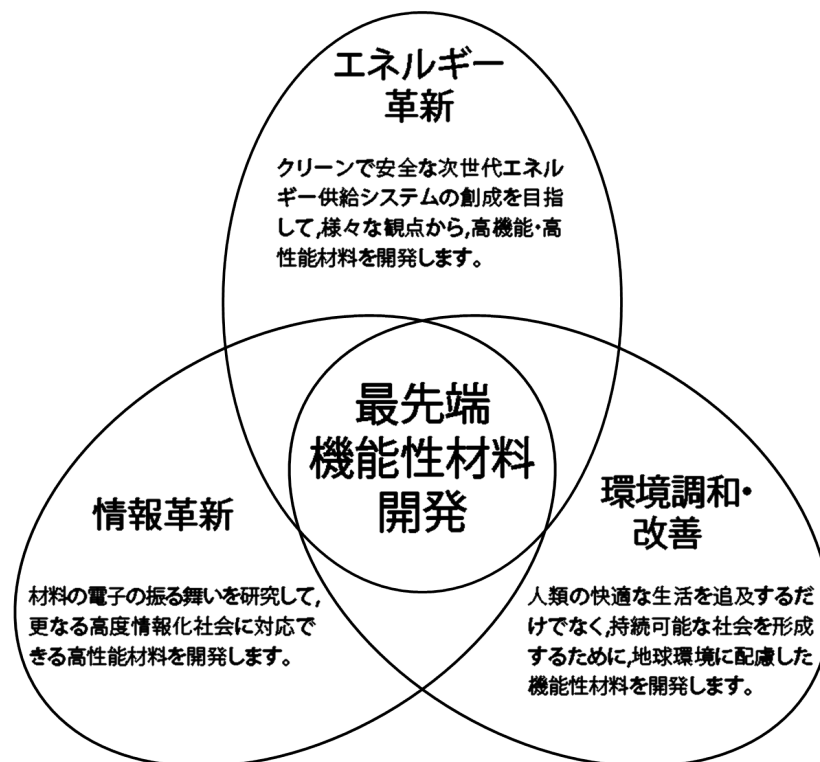 エネルギー
革新
クリーンで安全な次世代エネル
ギー供給システムの創成を目指
して,様々な観点から,高機能・高
性能材料を開発します。
最先端
機能性材料
開発
情報革新
材料の電子の振る舞いを研究して,
更なる高度情報化社会に対応で
きる高性能材料を開発します。
環境調和・
改善
人類の快適な生活を追及するだ
けでなく,持続可能な社会を形成
するために,地球環境に配慮した
機能性材料を開発します。